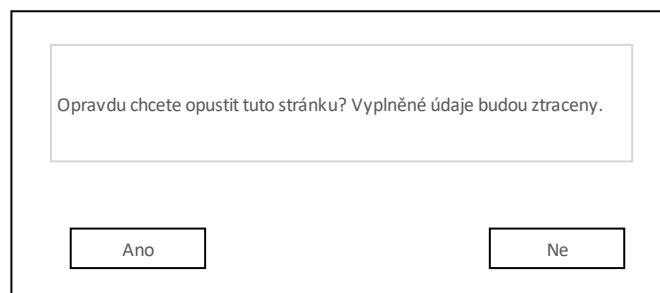 Opravdu chcete opustit tuto stránku? Vyplněné údaje budou ztraceny.
Ano
Ne